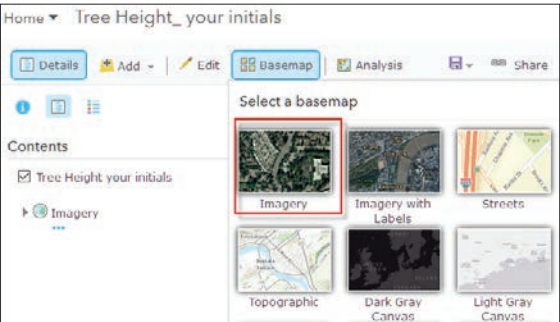 Home ▾ Tree Height_ your initials
Details Add Edit Basemap Analysis Share
Select a basemap
Contents
Tree Height your initials
Imagery
Imagery
Imagery with Labels
Streets
Topographic
Dark Gray Canvas
Light Gray Canvas